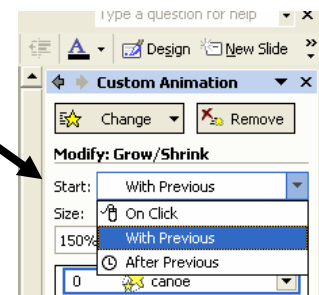 Type a question for help
Design New Slide
Custom Animation
Change Remove
Modify: Grow/Shrink
Start: With Previous
Size: On Click
150% With Previous
After Previous
0 canoe